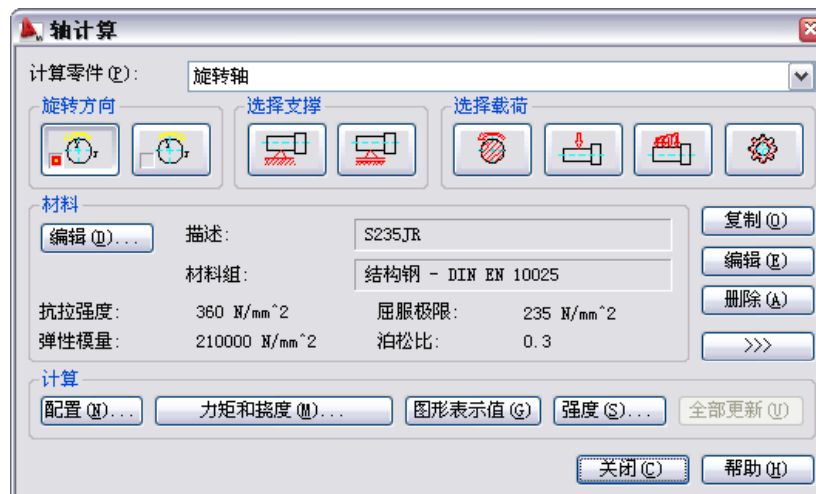 轴计算
计算零件(P): 旋转轴
旋转方向 选择支撑 选择载荷
材料
编辑(D)... 描述: S235JR 复制(O)
材料组: 结构钢 - DIN EN 10025 编辑(E)
抗拉强度: 360 N/mm^2 屈服极限: 235 N/mm^2 删除(A)
弹性模量: 210000 N/mm^2 泊松比: 0.3 >>>
计算
配置(N)... 力矩和挠度(M)... 图形表示值(G) 强度(S)... 全部更新(U)
关闭(C) 帮助(H)